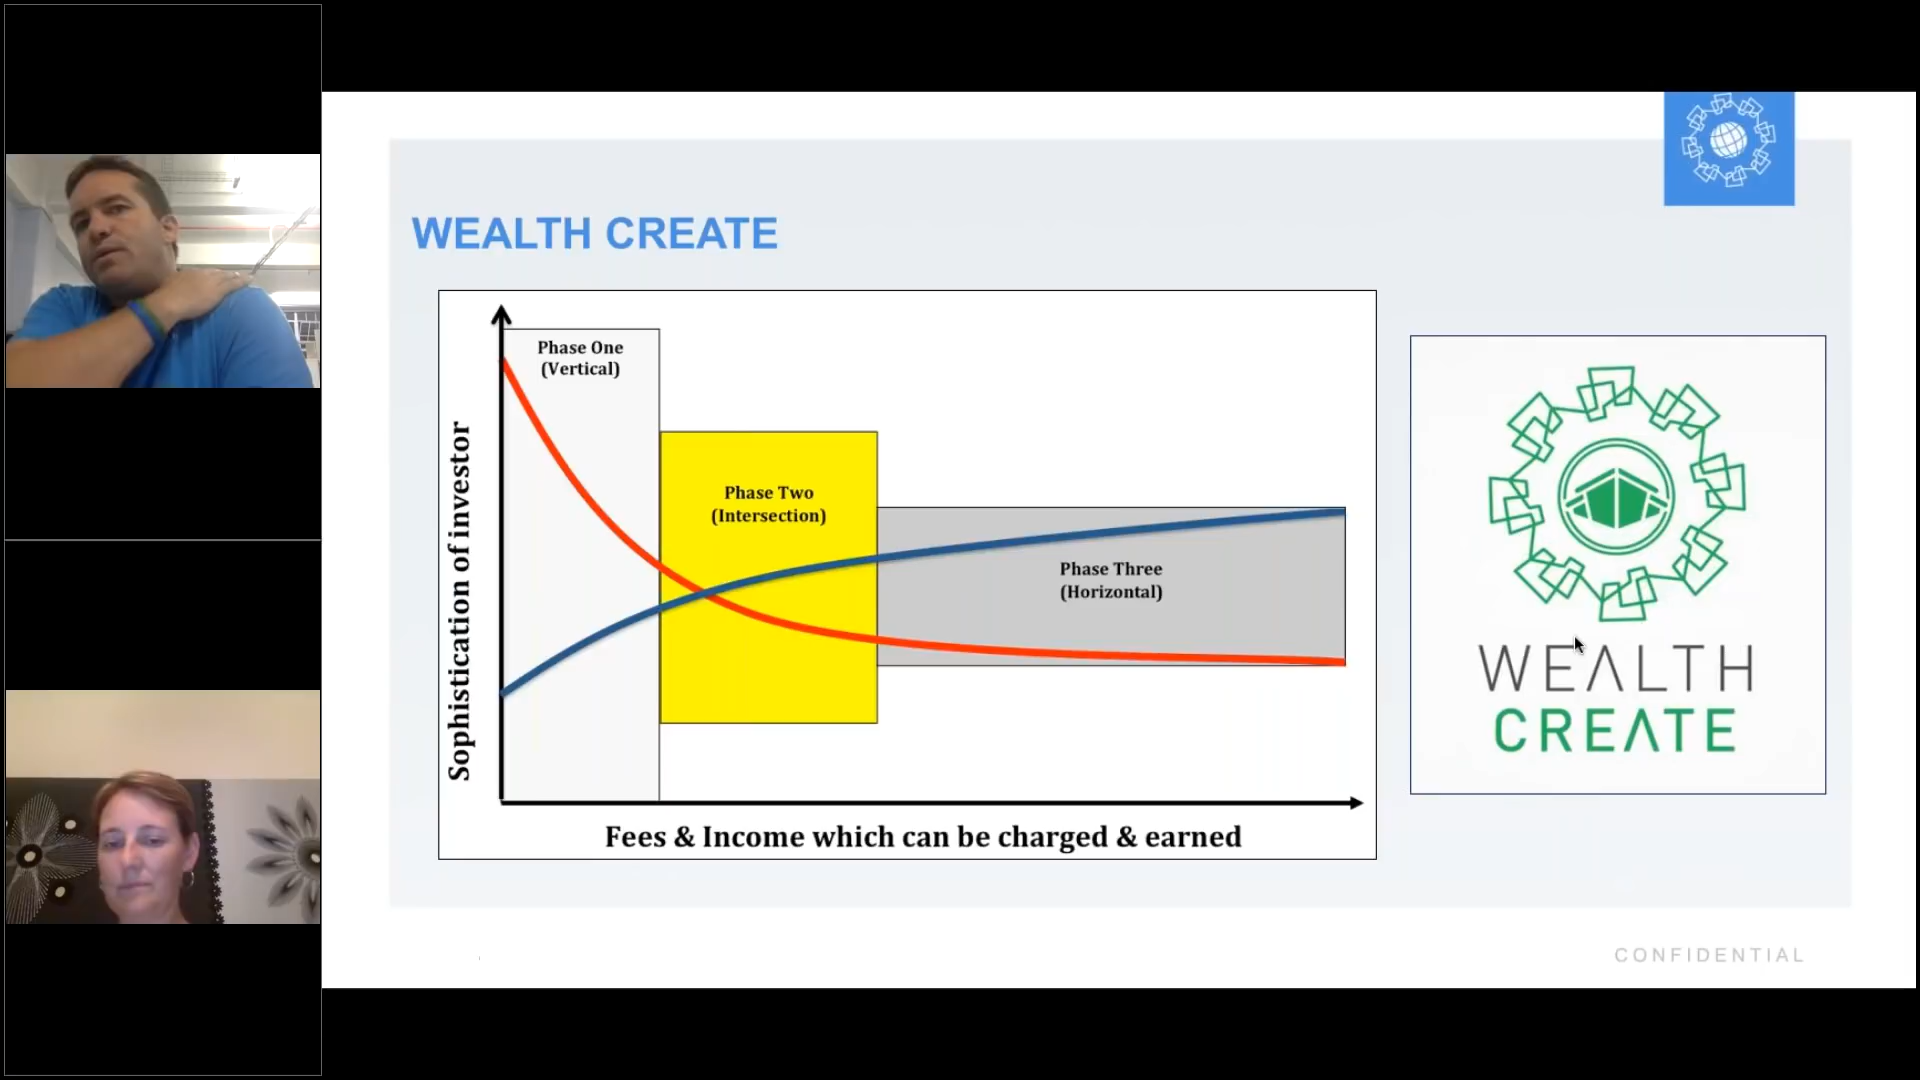 WEALTH CREATE
Phase One
(Vertical)
Phase Two
(Intersection)
Phase Three
(Horizontal)
Sophistication of investor
Fees & Income which can be charged & earned
WEALTH
CREATE
CONFIDENTIAL